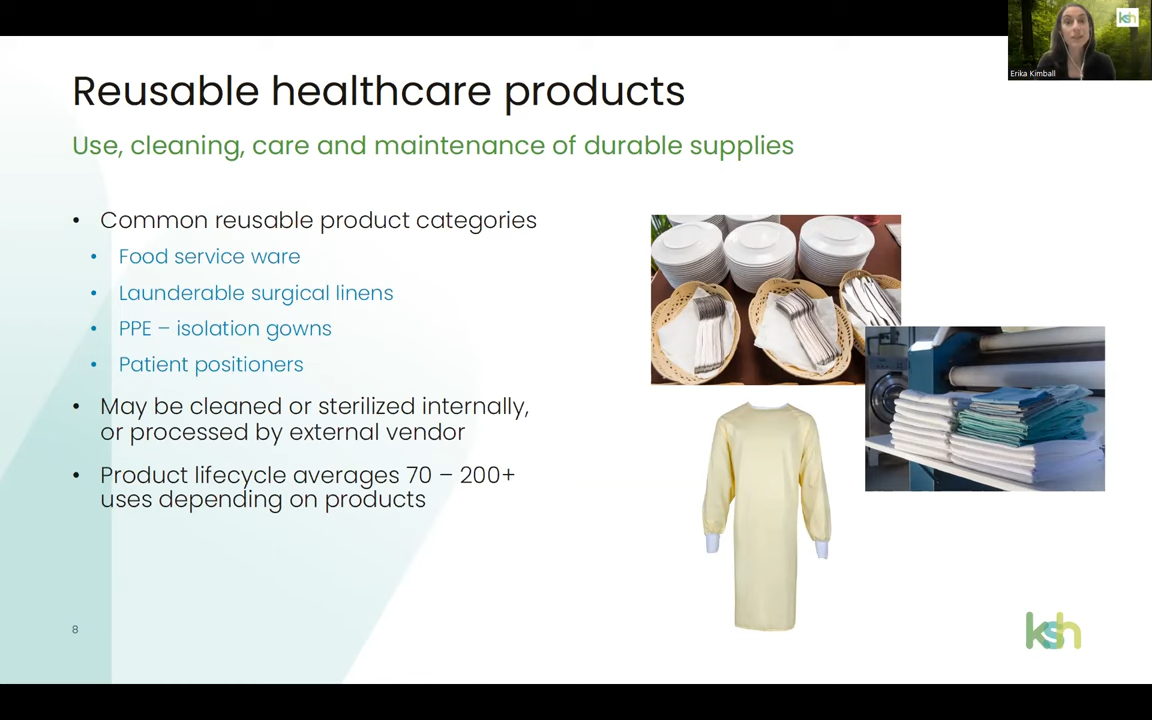 ksh
Erika Kimball
Reusable healthcare products
Use, cleaning, care and maintenance of durable supplies
• Common reusable product categories
• Food service ware
• Launderable surgical linens
• PPE – isolation gowns
• Patient positioners
• May be cleaned or sterilized internally,
or processed by external vendor
• Product lifecycle averages 70 – 200+
uses depending on products
8
ksh